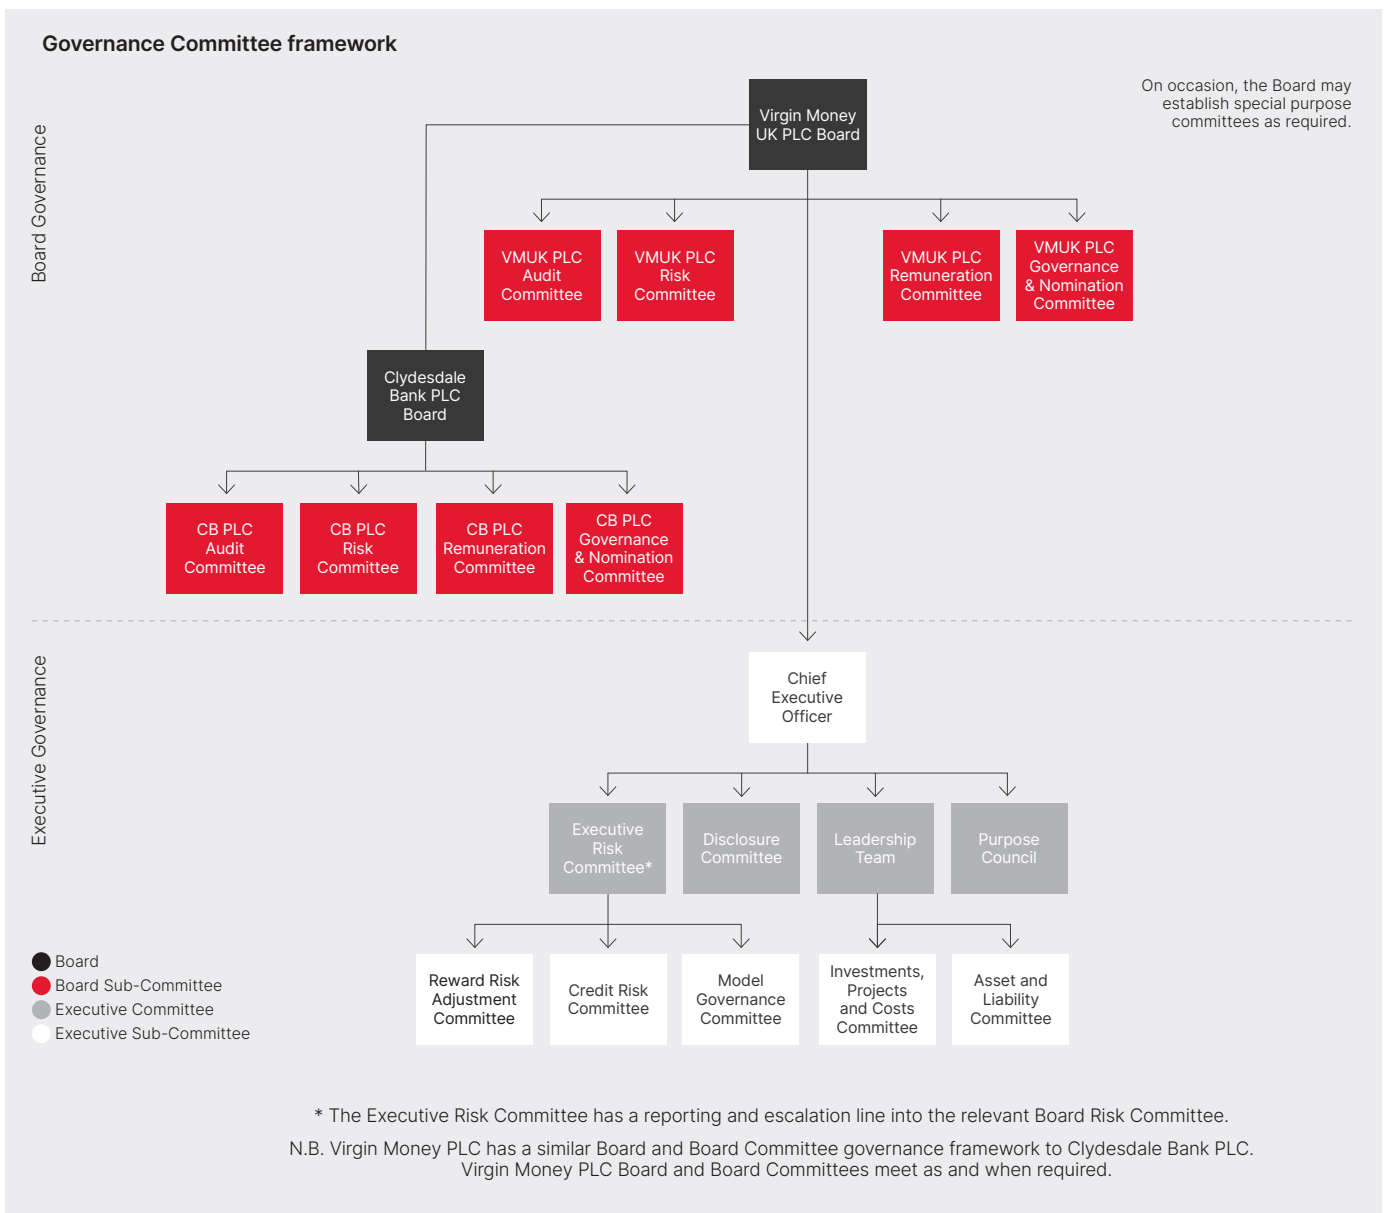 Governance Committee framework
On occasion, the Board may
establish special purpose
committees as required.
Board Governance
Virgin Money
UK PLC Board
VMUK PLC
Audit
Committee
VMUK PLC
Risk
Committee
VMUK PLC
Remuneration
Committee
VMUK PLC
Governance
& Nomination
Committee
Clydesdale
Bank PLC
Board
CB PLC
Audit
Committee
CB PLC
Risk
Committee
CB PLC
Remuneration
Committee
CB PLC
Governance
& Nomination
Committee
Executive Governance
Chief
Executive
Officer
Executive
Risk
Committee*
Disclosure
Committee
Leadership
Team
Purpose
Council
Reward Risk
Adjustment
Committee
Credit Risk
Committee
Model
Governance
Committee
Investments,
Projects
and Costs
Committee
Asset and
Liability
Committee
Board
Board Sub-Committee
Executive Committee
Executive Sub-Committee
* The Executive Risk Committee has a reporting and escalation line into the relevant Board Risk Committee.
N.B. Virgin Money PLC has a similar Board and Board Committee governance framework to Clydesdale Bank PLC.
Virgin Money PLC Board and Board Committees meet as and when required.